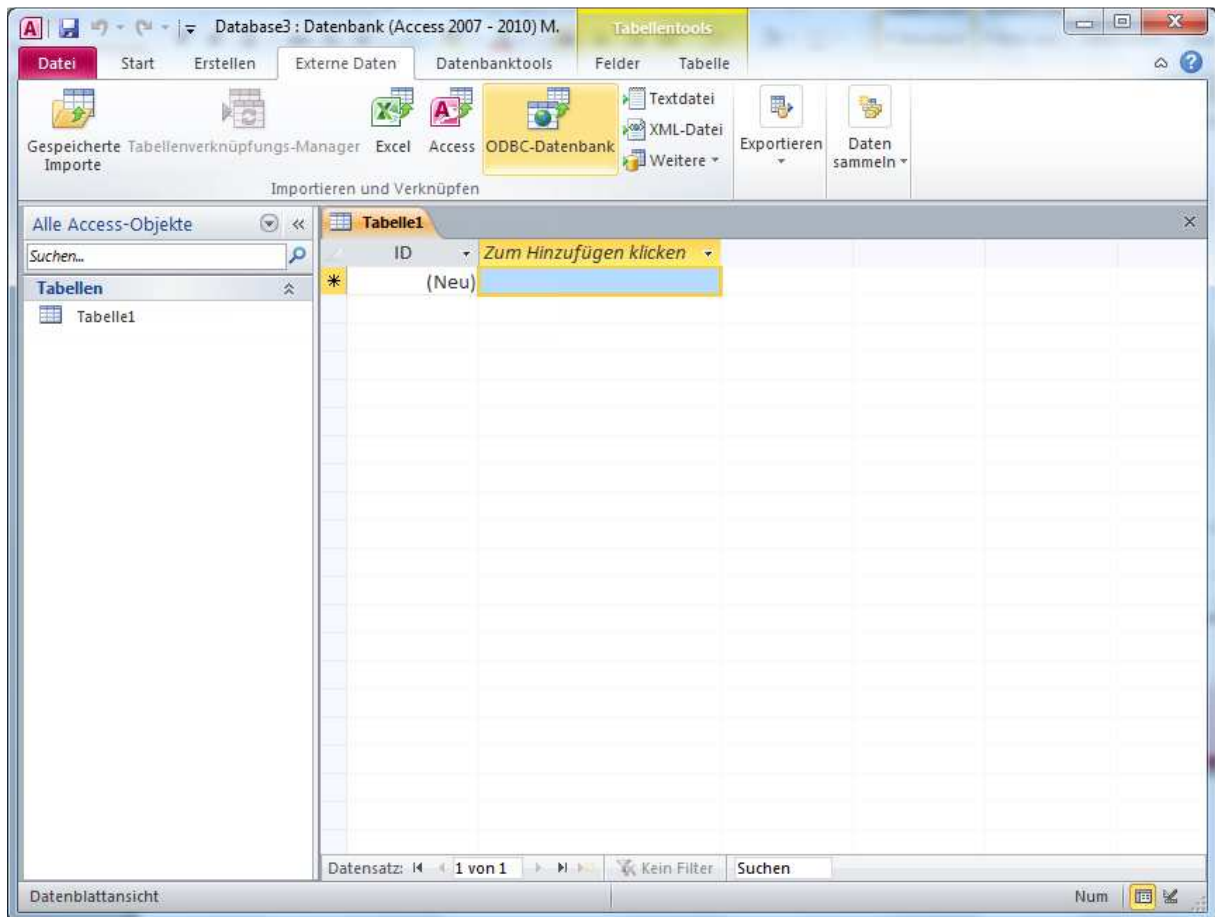 Database3 : Datenbank (Access 2007 - 2010) M.
Tabellentools
Datei Start Erstellen Externe Daten Datenbanktools Felder Tabelle
Gespeicherte Importe
Tabellenverknüpfungs-Manager
Excel
Access
ODBC-Datenbank
Textdatei
XML-Datei
Weitere
Exportieren
Daten sammeln
Importieren und Verknüpfen
Alle Access-Objekte
Suchen...
Tabellen
Tabelle1
Tabelle1
ID Zum Hinzufügen klicken
(Neu)
Datensatz: 1 von 1 Kein Filter Suchen
Datenblattansicht Num